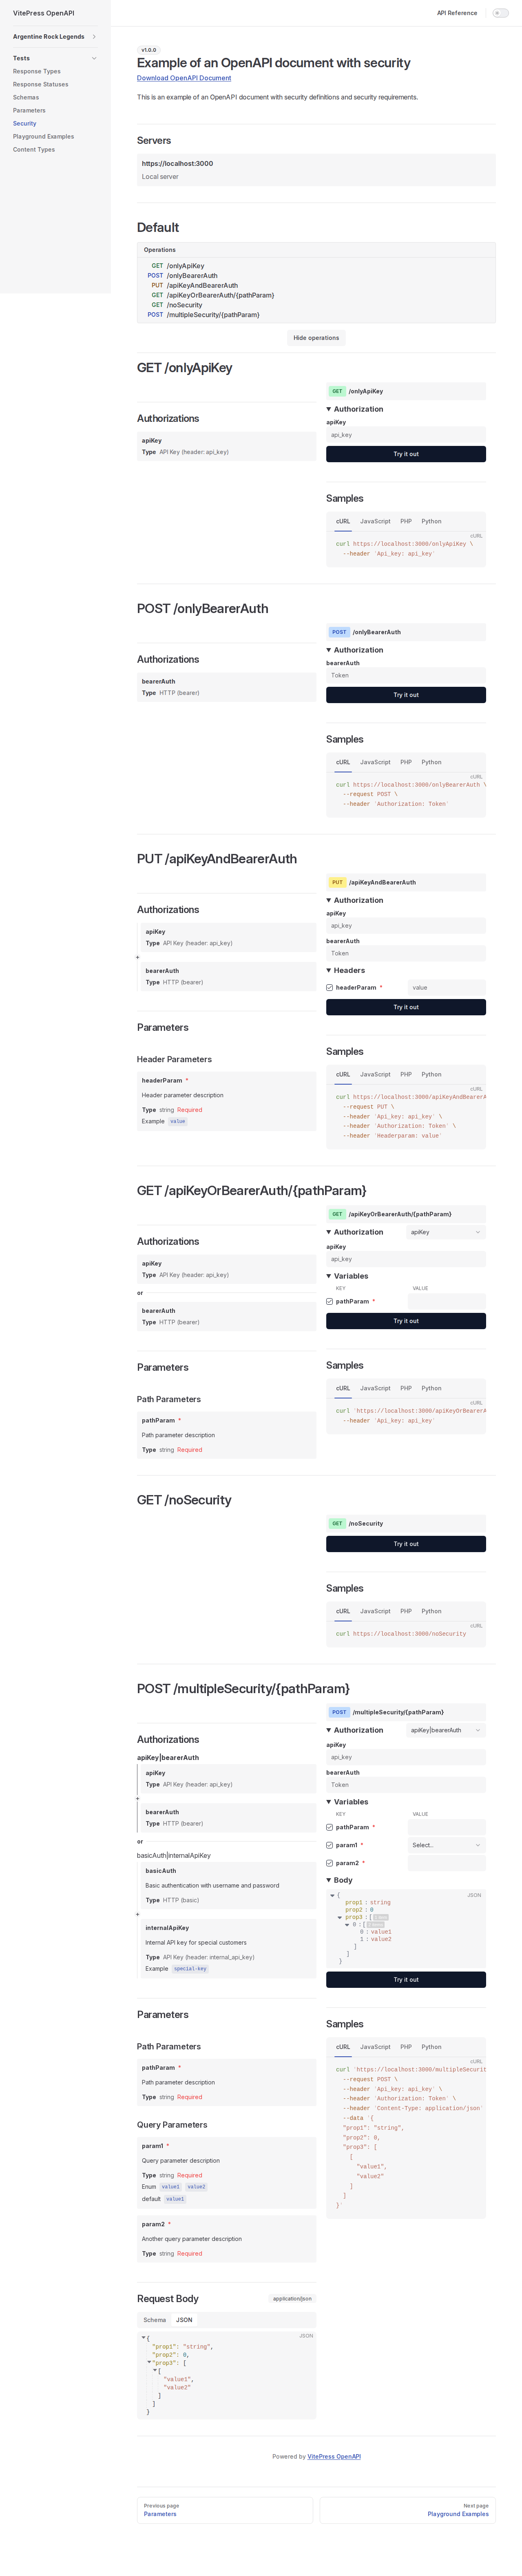 VitePress OpenAPI
API Reference
Argentine Rock Legends
Tests
Response Types
Response Statuses
Schemas
Parameters
Security
Playground Examples
Content Types
v1.0.0
Example of an OpenAPI document with security
Download OpenAPI Document
This is an example of an OpenAPI document with security definitions and security requirements.
Servers
https://localhost:3000
Local server
Default
Operations
GET /onlyApiKey
POST /onlyBearerAuth
PUT /apiKeyAndBearerAuth
GET /apiKeyOrBearerAuth/{pathParam}
GET /noSecurity
POST /multipleSecurity/{pathParam}
Hide operations
GET /onlyApiKey
Authorizations
apiKey
Type API Key (header: api_key)
GET /onlyApiKey
Authorization
apiKey
api_key
Try it out
Samples
cURL JavaScript PHP Python
cURL
curl https://localhost:3000/onlyApiKey \
--header 'Api_key: api_key'
POST /onlyBearerAuth
Authorizations
bearerAuth
Type HTTP (bearer)
POST /onlyBearerAuth
Authorization
bearerAuth
Token
Try it out
Samples
cURL JavaScript PHP Python
cURL
curl https://localhost:3000/onlyBearerAuth \
--request POST \
--header 'Authorization: Token'
PUT /apiKeyAndBearerAuth
Authorizations
apiKey
Type API Key (header: api_key)
+
bearerAuth
Type HTTP (bearer)
Parameters
Header Parameters
headerParam *
Header parameter description
Type string Required
Example value
PUT /apiKeyAndBearerAuth
Authorization
apiKey
api_key
bearerAuth
Token
Headers
headerParam * value
Try it out
Samples
cURL JavaScript PHP Python
cURL
curl https://localhost:3000/apiKeyAndBearerA
--request PUT \
--header 'Api_key: api_key' \
--header 'Authorization: Token' \
--header 'Headerparam: value'
GET /apiKeyOrBearerAuth/{pathParam}
Authorizations
apiKey
Type API Key (header: api_key)
or
bearerAuth
Type HTTP (bearer)
Parameters
Path Parameters
pathParam *
Path parameter description
Type string Required
GET /apiKeyOrBearerAuth/{pathParam}
Authorization apiKey
apiKey
api_key
Variables
KEY VALUE
pathParam *
Try it out
Samples
cURL JavaScript PHP Python
cURL
curl 'https://localhost:3000/apiKeyOrBearerA
--header 'Api_key: api_key'
GET /noSecurity
GET /noSecurity
Try it out
Samples
cURL JavaScript PHP Python
cURL
curl https://localhost:3000/noSecurity
POST /multipleSecurity/{pathParam}
Authorizations
apiKey|bearerAuth
apiKey
Type API Key (header: api_key)
+
bearerAuth
Type HTTP (bearer)
or
basicAuth|internalApiKey
basicAuth
Basic authentication with username and password
Type HTTP (basic)
+
internalApiKey
Internal API key for special customers
Type API Key (header: internal_api_key)
Example special-key
Parameters
Path Parameters
pathParam *
Path parameter description
Type string Required
Query Parameters
param1 *
Query parameter description
Type string Required
Enum value1 value2
default value1
param2 *
Another query parameter description
Type string Required
Request Body application/json
Schema JSON
JSON
{
"prop1": "string",
"prop2": 0,
"prop3": [
[
"value1",
"value2"
]
]
}
POST /multipleSecurity/{pathParam}
Authorization apiKey|bearerAuth
apiKey
api_key
bearerAuth
Token
Variables
KEY VALUE
pathParam *
param1 * Select...
param2 *
Body
JSON
{
prop1 : string
prop2 : 0
prop3 : [
0 : [
0 : value1
1 : value2
]
]
}
Try it out
Samples
cURL JavaScript PHP Python
cURL
curl 'https://localhost:3000/multipleSecurit
--request POST \
--header 'Api_key: api_key' \
--header 'Authorization: Token' \
--header 'Content-Type: application/json'
--data '{
"prop1": "string",
"prop2": 0,
"prop3": [
[
"value1",
"value2"
]
]
}'
Powered by VitePress OpenAPI
Previous page
Parameters
Next page
Playground Examples